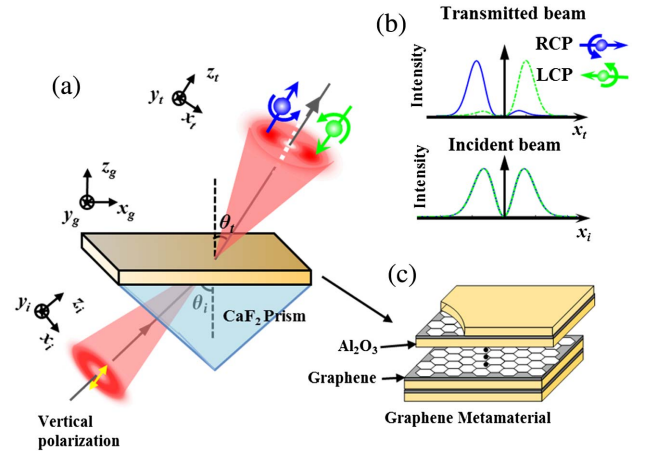 (a)
z_t
y_t
x_t
z_g
y_g
x_g
θ_t
y_i
z_i
x_i
θ_i
CaF2 Prism
Vertical
polarization
(b)
Transmitted beam
Intensity
RCP
LCP
x_t
Incident beam
Intensity
x_i
(c)
Al2O3
Graphene
Graphene Metamaterial